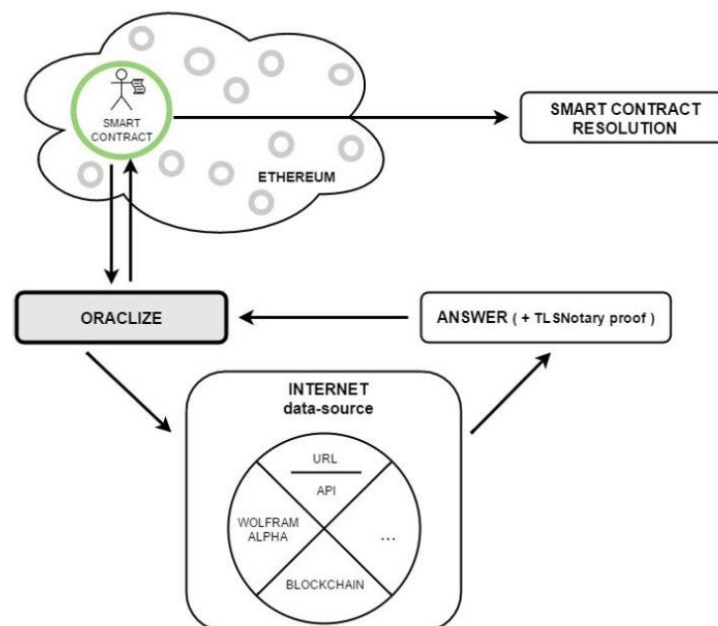 SMART
CONTRACT
SMART CONTRACT
RESOLUTION
ETHEREUM
ORACLIZE
ANSWER ( + TLSNotary proof )
INTERNET
data-source
URL
API
WOLFRAM
ALPHA
...
BLOCKCHAIN